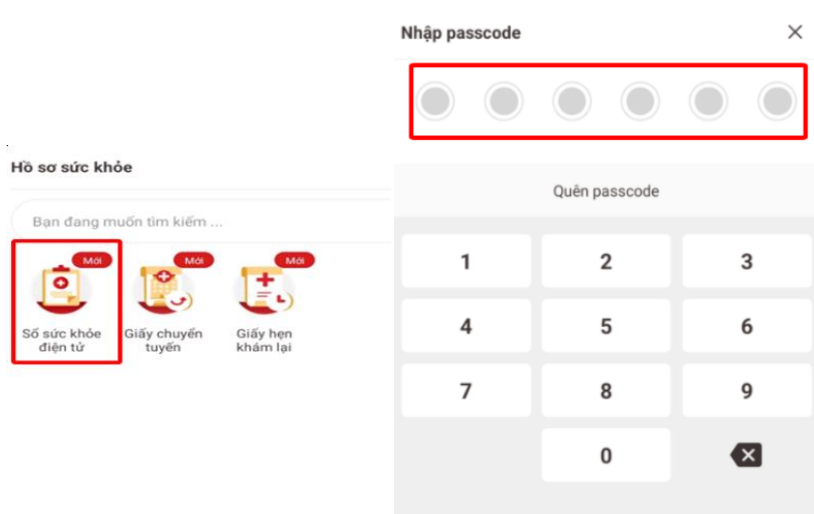 Hồ sơ sức khỏe
Bạn đang muốn tìm kiếm ...
Mới
Mới
Mới
Sổ sức khỏe
điện tử
Giấy chuyển
tuyến
Giấy hẹn
khám lại
Nhập passcode
Quên passcode
1 2 3
4 5 6
7 8 9
0